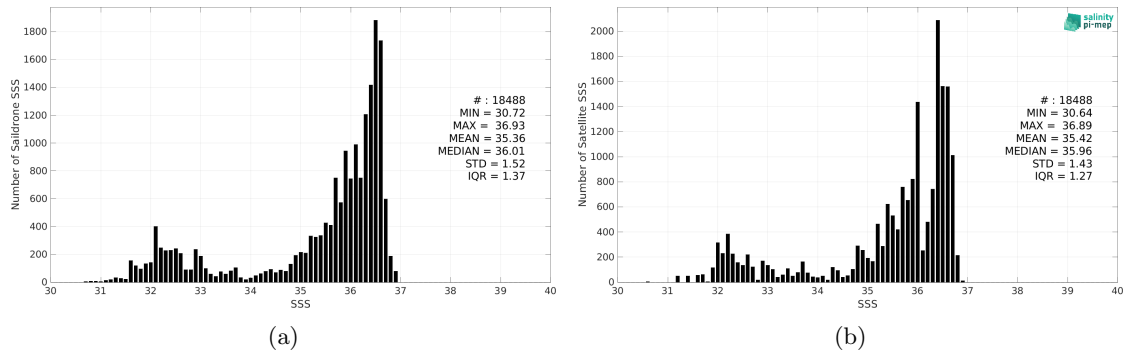 Number of Saildrone SSS
1800
1600
1400
1200
1000
800
600
400
200
0
# : 18488
MIN = 30.72
MAX = 36.93
MEAN = 35.36
MEDIAN = 36.01
STD = 1.52
IQR = 1.37
30 31 32 33 34 35 36 37 38 39 40
SSS
(a)
salinity
pi-mep
Number of Satellite SSS
2000
1800
1600
1400
1200
1000
800
600
400
200
0
# : 18488
MIN = 30.64
MAX = 36.89
MEAN = 35.42
MEDIAN = 35.96
STD = 1.43
IQR = 1.27
30 31 32 33 34 35 36 37 38 39 40
SSS
(b)